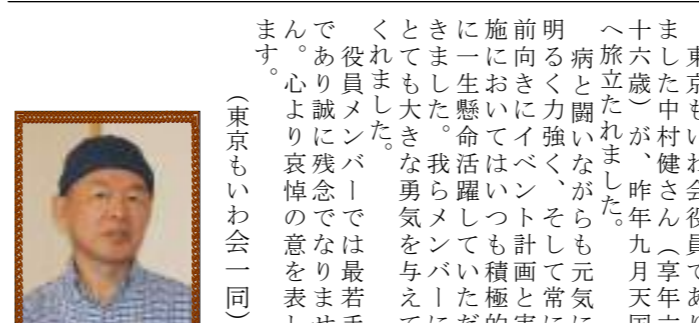 東京もいわ会役員であり
ました中村健さん（享年六
十六歳）が、昨年九月天国
へ旅立たれました。
病と闘いながらも元気に
明るく力強く、そして常に
前向きにイベント計画と実
施においてはいつも積極的
に一生懸命活躍していただ
きました。我らメンバーに
とても大きな勇気を与えて
くれました。
役員メンバーでは最若手
であり誠に残念でなりませ
ん。心より哀悼の意を表し
ます。
（東京もいわ会一同）